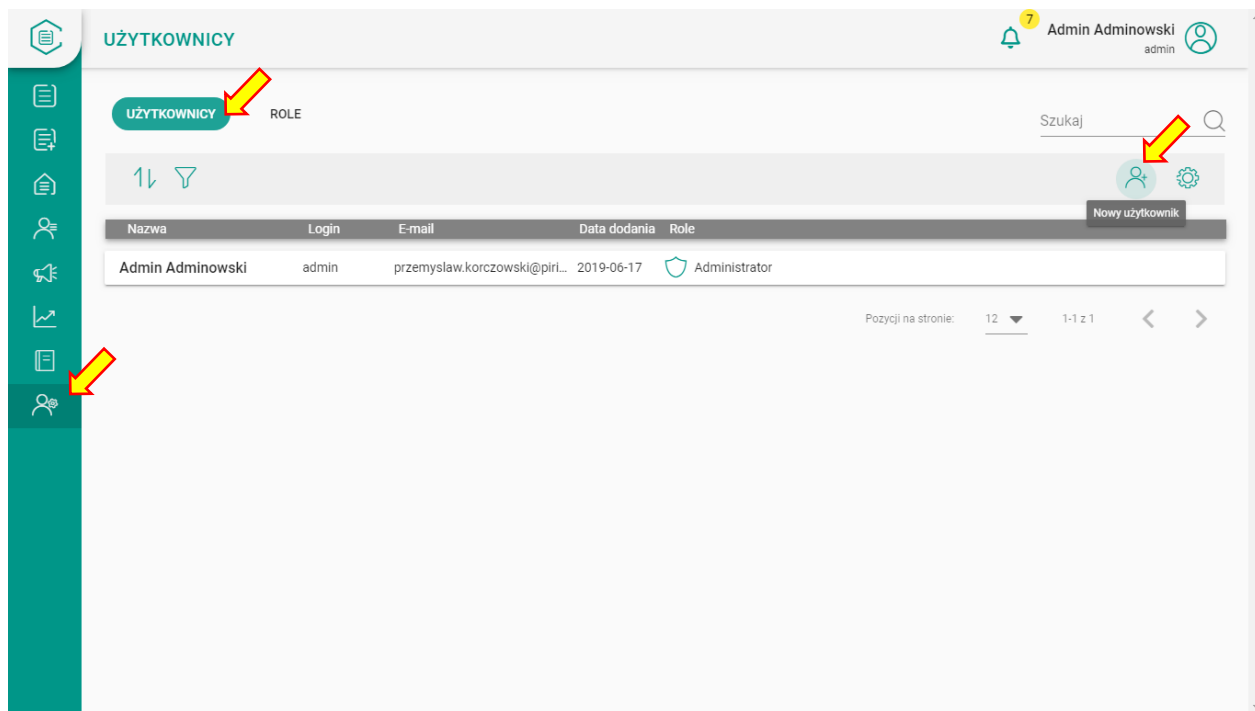 UŻYTKOWNICY
7
Admin Adminowski
admin
UŻYTKOWNICY ROLE
Szukaj
Nowy użytkownik
Nazwa Login E-mail Data dodania Role
Admin Adminowski admin przemyslaw.korczowski@piri... 2019-06-17 Administrator
Pozycji na stronie: 12 1-1 z 1